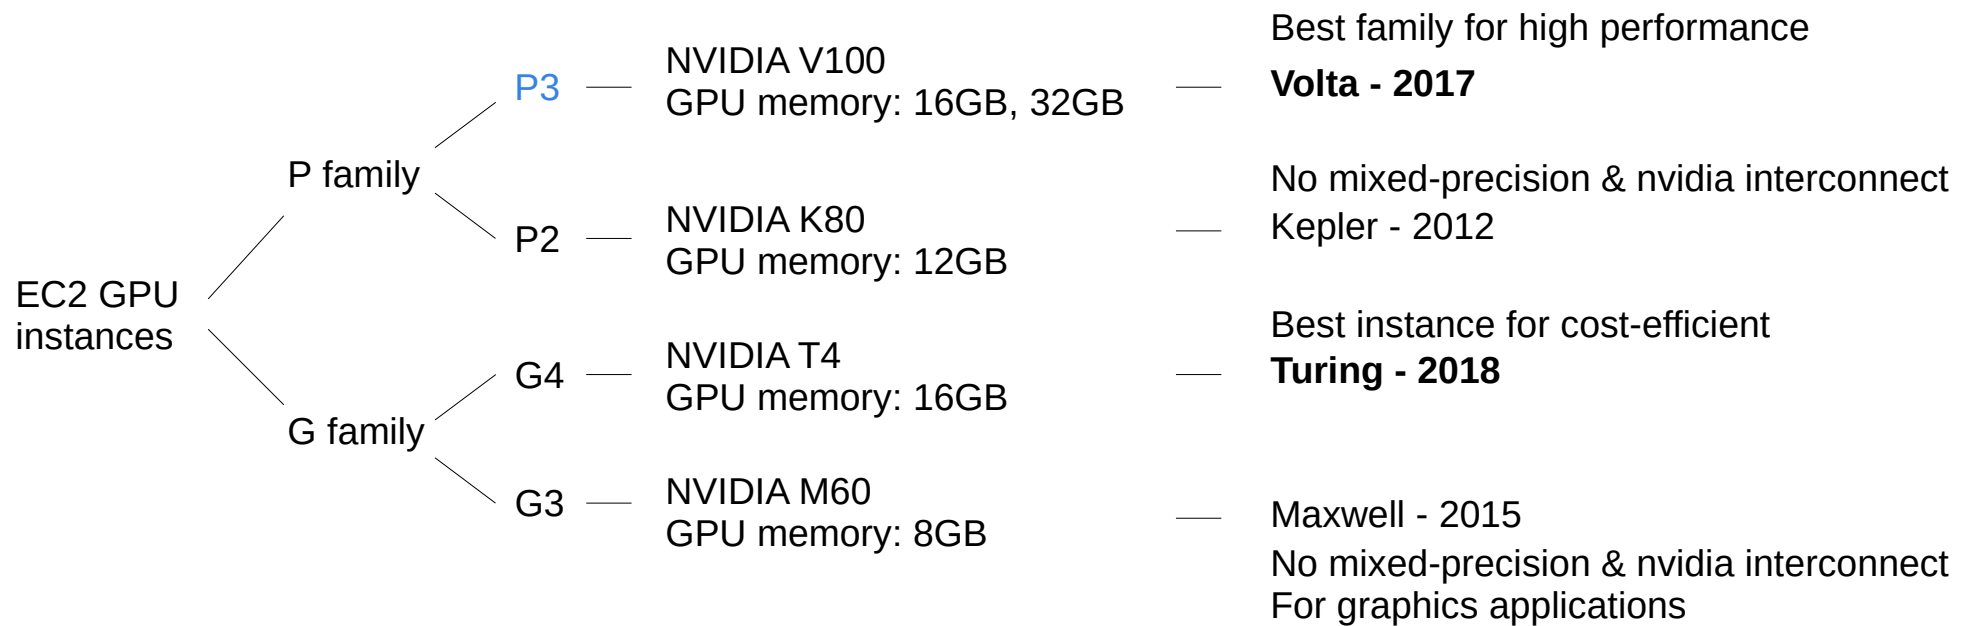 EC2 GPU
instances
P family
G family
P3
NVIDIA V100
GPU memory: 16GB, 32GB
Best family for high performance
Volta - 2017
P2
NVIDIA K80
GPU memory: 12GB
No mixed-precision & nvidia interconnect
Kepler - 2012
G4
NVIDIA T4
GPU memory: 16GB
Best instance for cost-efficient
Turing - 2018
G3
NVIDIA M60
GPU memory: 8GB
Maxwell - 2015
No mixed-precision & nvidia interconnect
For graphics applications